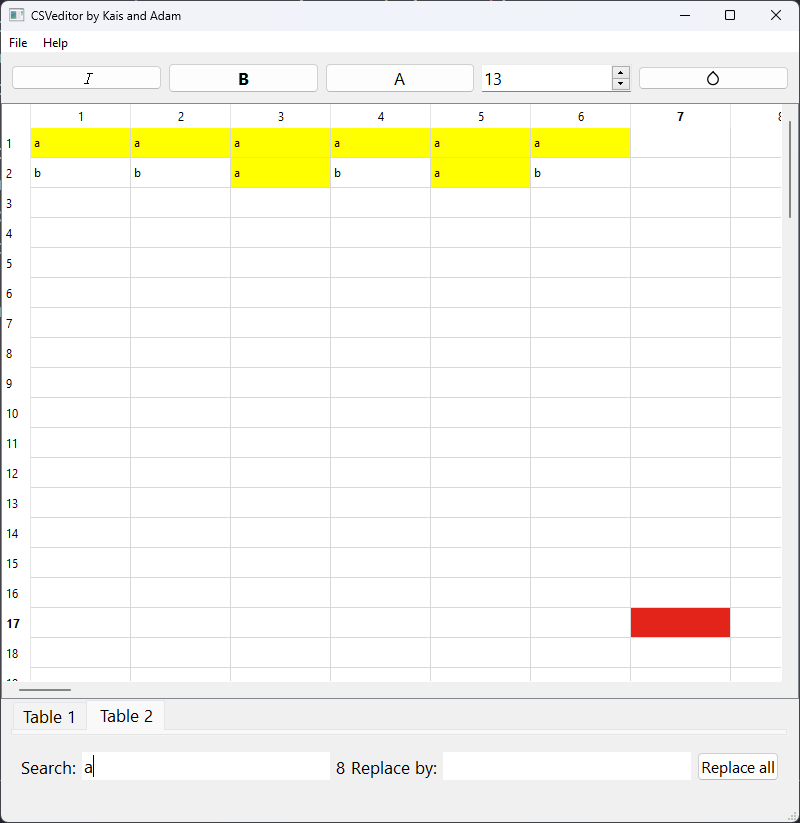 CSVeditor by Kais and Adam
File Help
I B A 13
1 2 3 4 5 6 7
1 a a a a a a
2 b b a b a b
3
4
5
6
7
8
9
10
11
12
13
14
15
16
17
18
Table 1 Table 2
Search: a 8 Replace by: Replace all